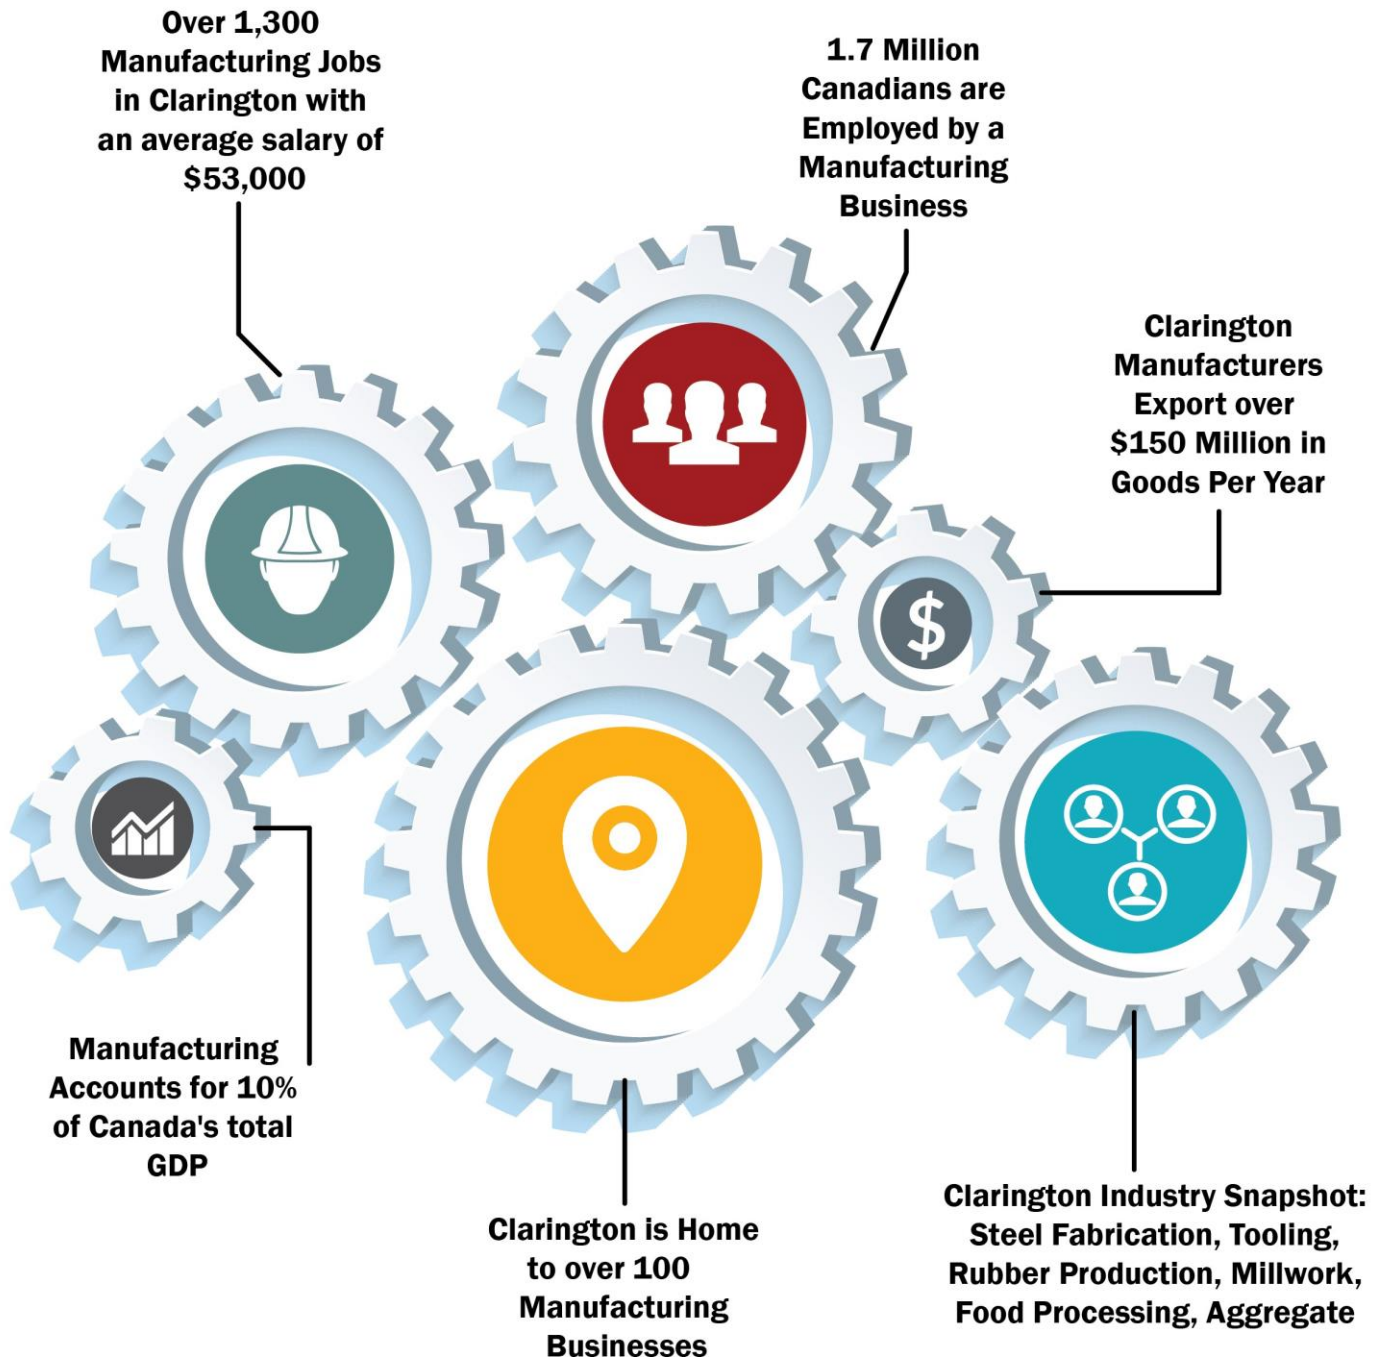 Over 1,300
Manufacturing Jobs
in Clarington with
an average salary of
$53,000
1.7 Million
Canadians are
Employed by a
Manufacturing
Business
Clarington
Manufacturers
Export over
$150 Million in
Goods Per Year
$
Manufacturing
Accounts for 10%
of Canada's total
GDP
Clarington is Home
to over 100
Manufacturing
Businesses
Clarington Industry Snapshot:
Steel Fabrication, Tooling,
Rubber Production, Millwork,
Food Processing, Aggregate